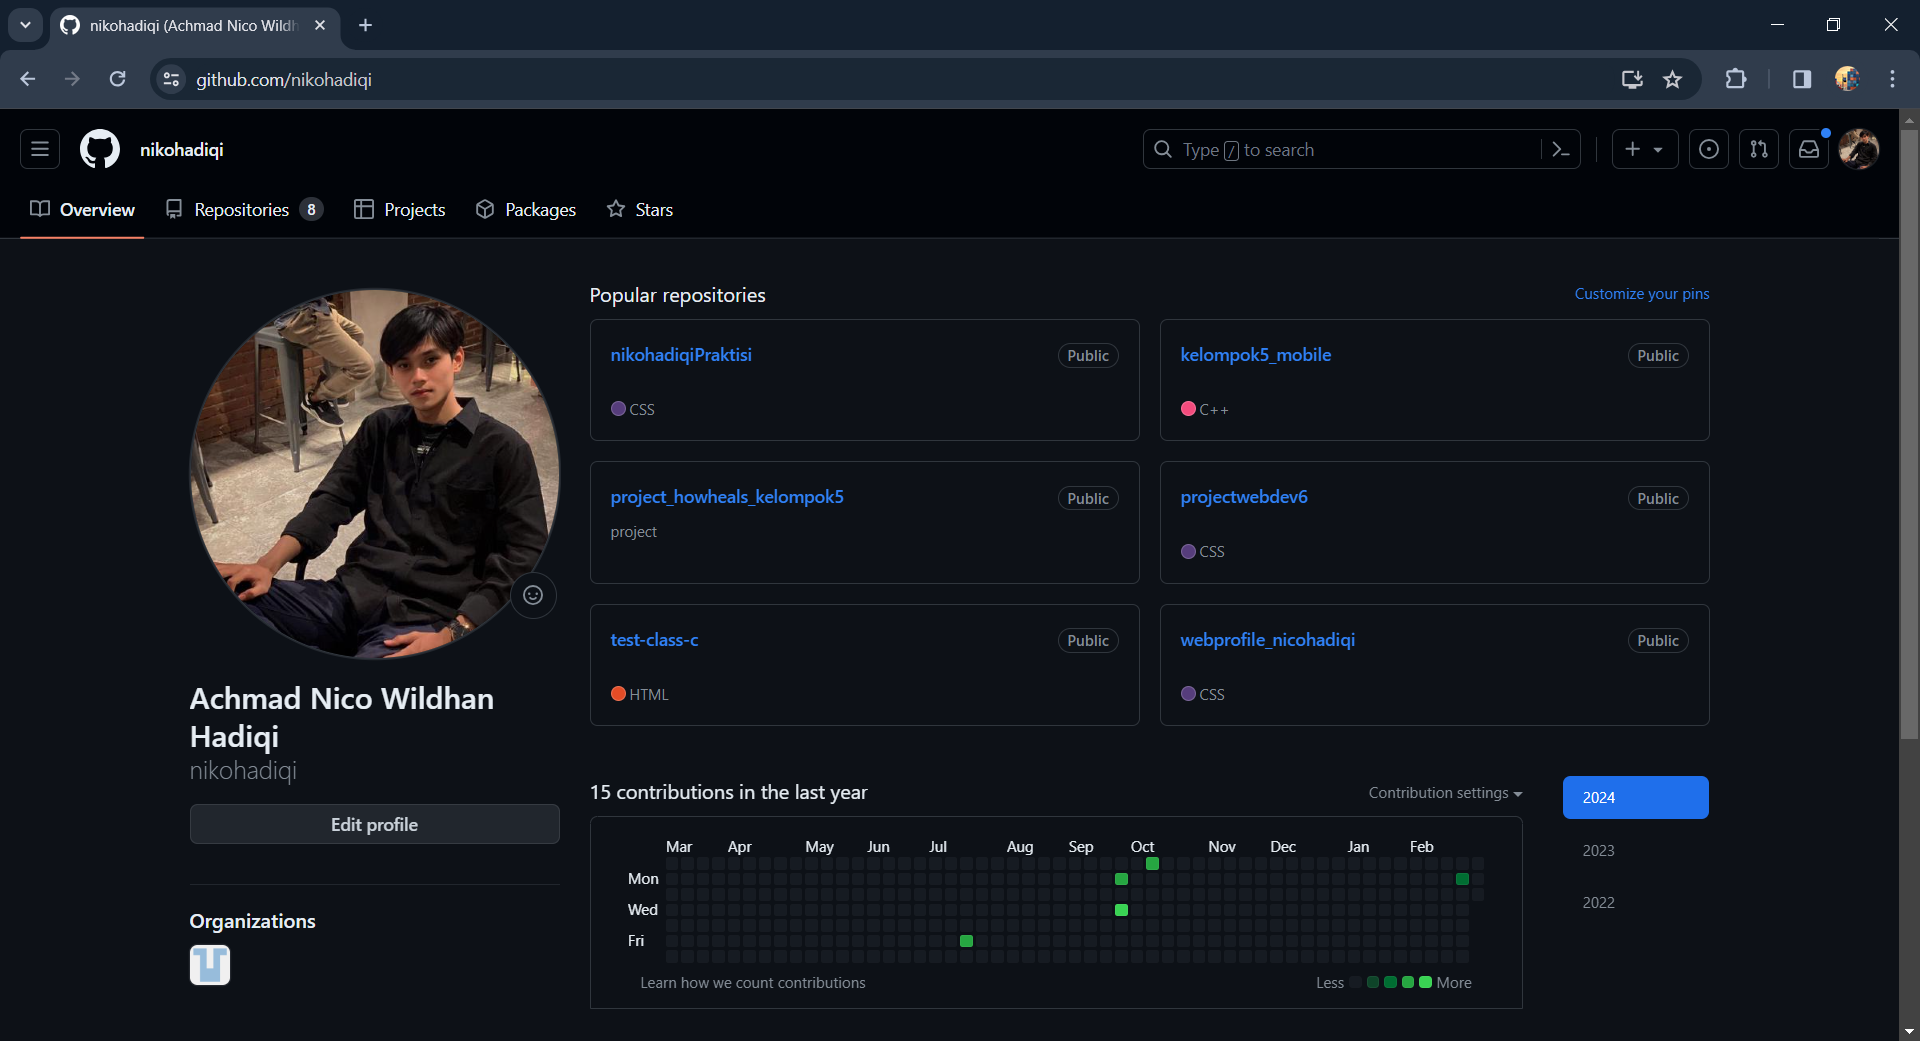 nikohadiqi (Achmad Nico Wildh
github.com/nikohadiqi
nikohadiqi
Type / to search
Overview
Repositories 8
Projects
Packages
Stars
Popular repositories
Customize your pins
nikohadiqiPraktisi Public
CSS
kelompok5_mobile Public
C++
project_howheals_kelompok5 Public
project
projectwebdev6 Public
CSS
test-class-c Public
HTML
webprofile_nicohadiqi Public
CSS
Achmad Nico Wildhan
Hadiqi
nikohadiqi
Edit profile
Organizations
15 contributions in the last year
Contribution settings
2024
2023
2022
Mar Apr May Jun Jul Aug Sep Oct Nov Dec Jan Feb
Mon
Wed
Fri
Learn how we count contributions
Less More